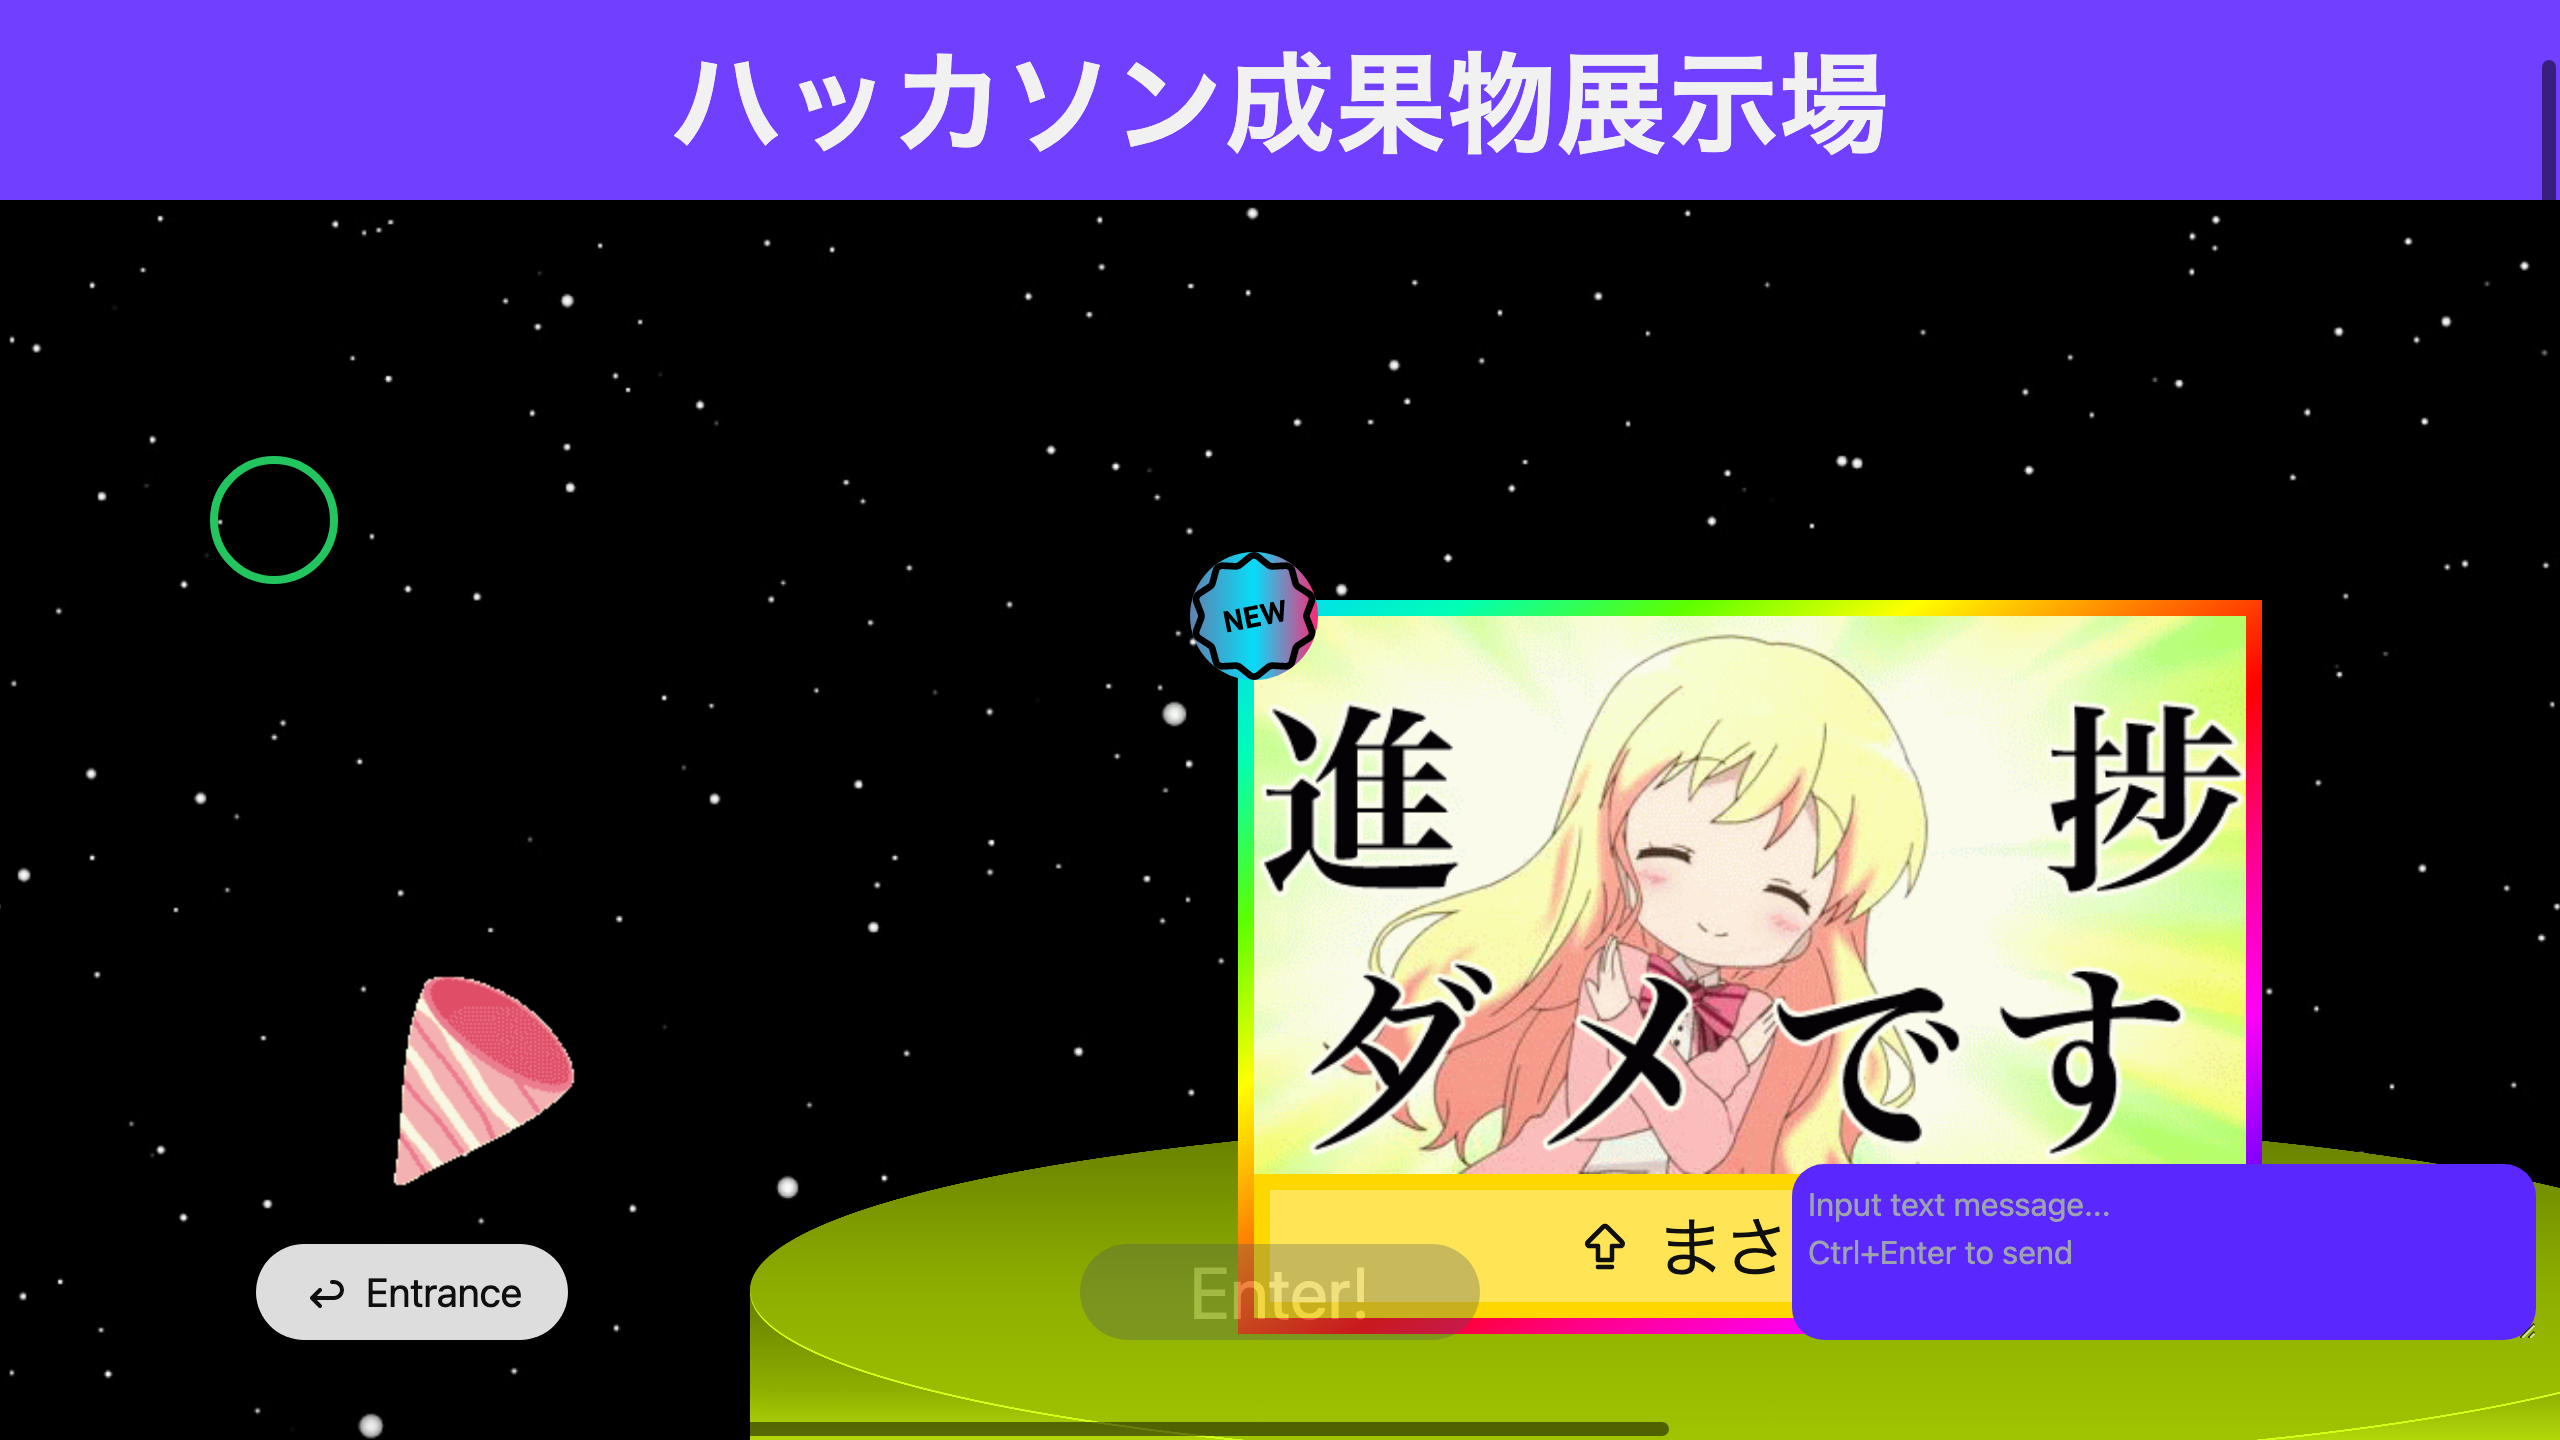 ハッカソン成果物展示場
NEW
進 捗
ダメです
まさ
Input text message...
Ctrl+Enter to send
Entrance
Enter!